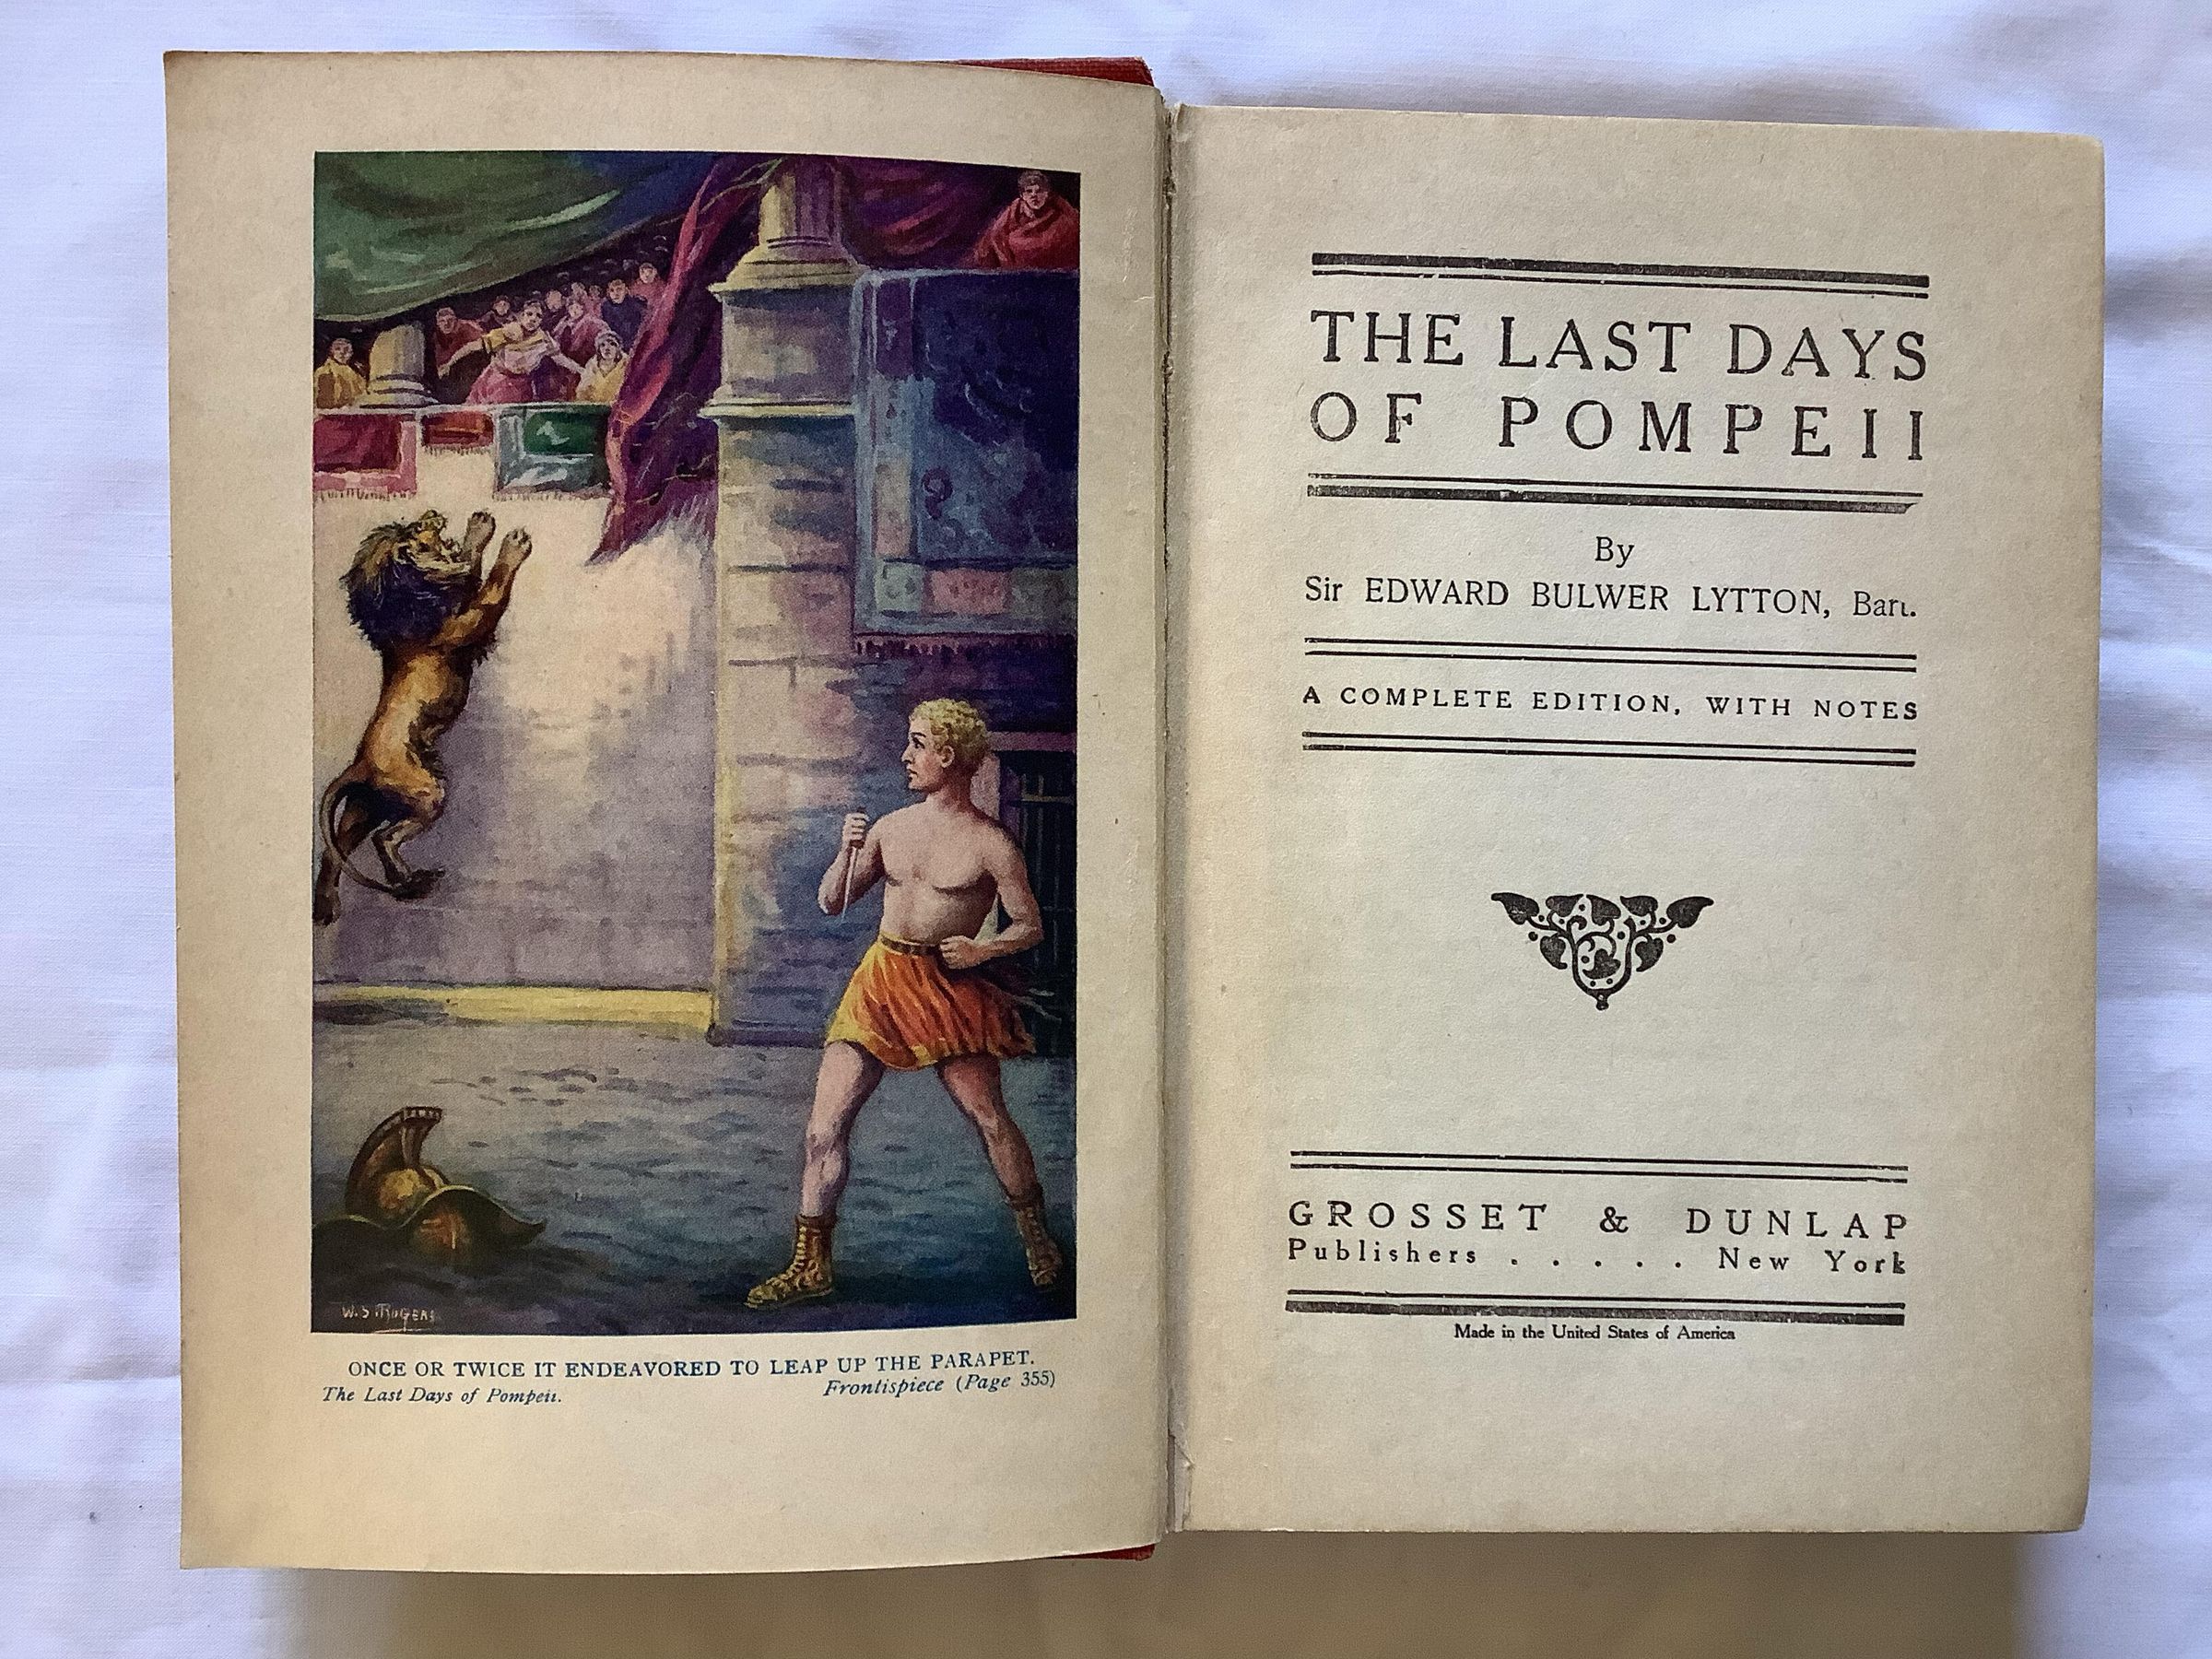 W. S. ROGERS
ONCE OR TWICE IT ENDEAVORED TO LEAP UP THE PARAPET.
The Last Days of Pompeii. Frontispiece (Page 355)
THE LAST DAYS
OF POMPEII
By
Sir EDWARD BULWER LYTTON, Bart.
A COMPLETE EDITION, WITH NOTES
GROSSET & DUNLAP
Publishers . . . . . New York
Made in the United States of America